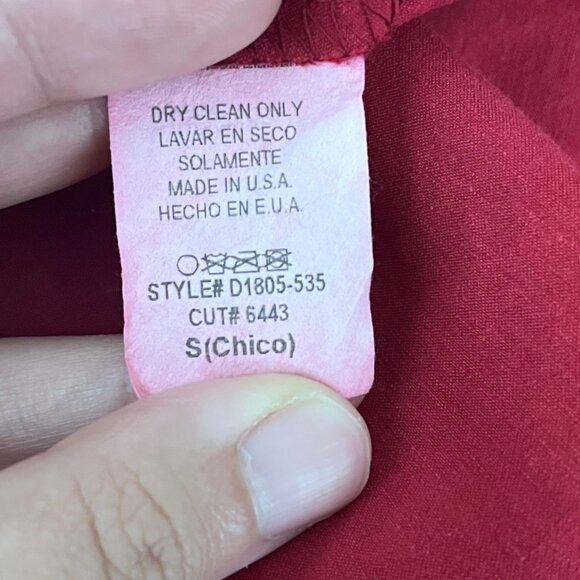 DRY CLEAN ONLY
LAVAR EN SECO
SOLAMENTE
MADE IN U.S.A.
HECHO EN E.U.A.
STYLE# D1805-535
CUT# 6443
S(Chico)